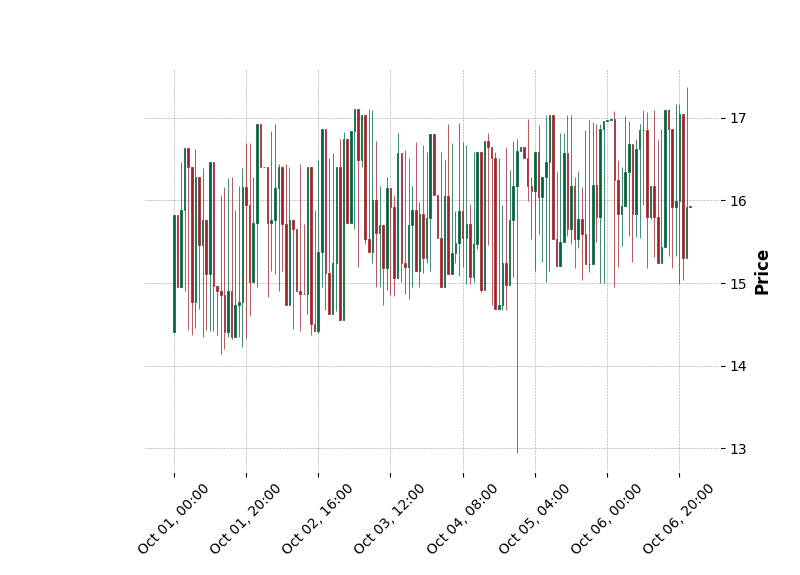 17
16
15
14
13
Price
Oct 01, 00:00
Oct 01, 20:00
Oct 02, 16:00
Oct 03, 12:00
Oct 04, 08:00
Oct 05, 04:00
Oct 06, 00:00
Oct 06, 20:00